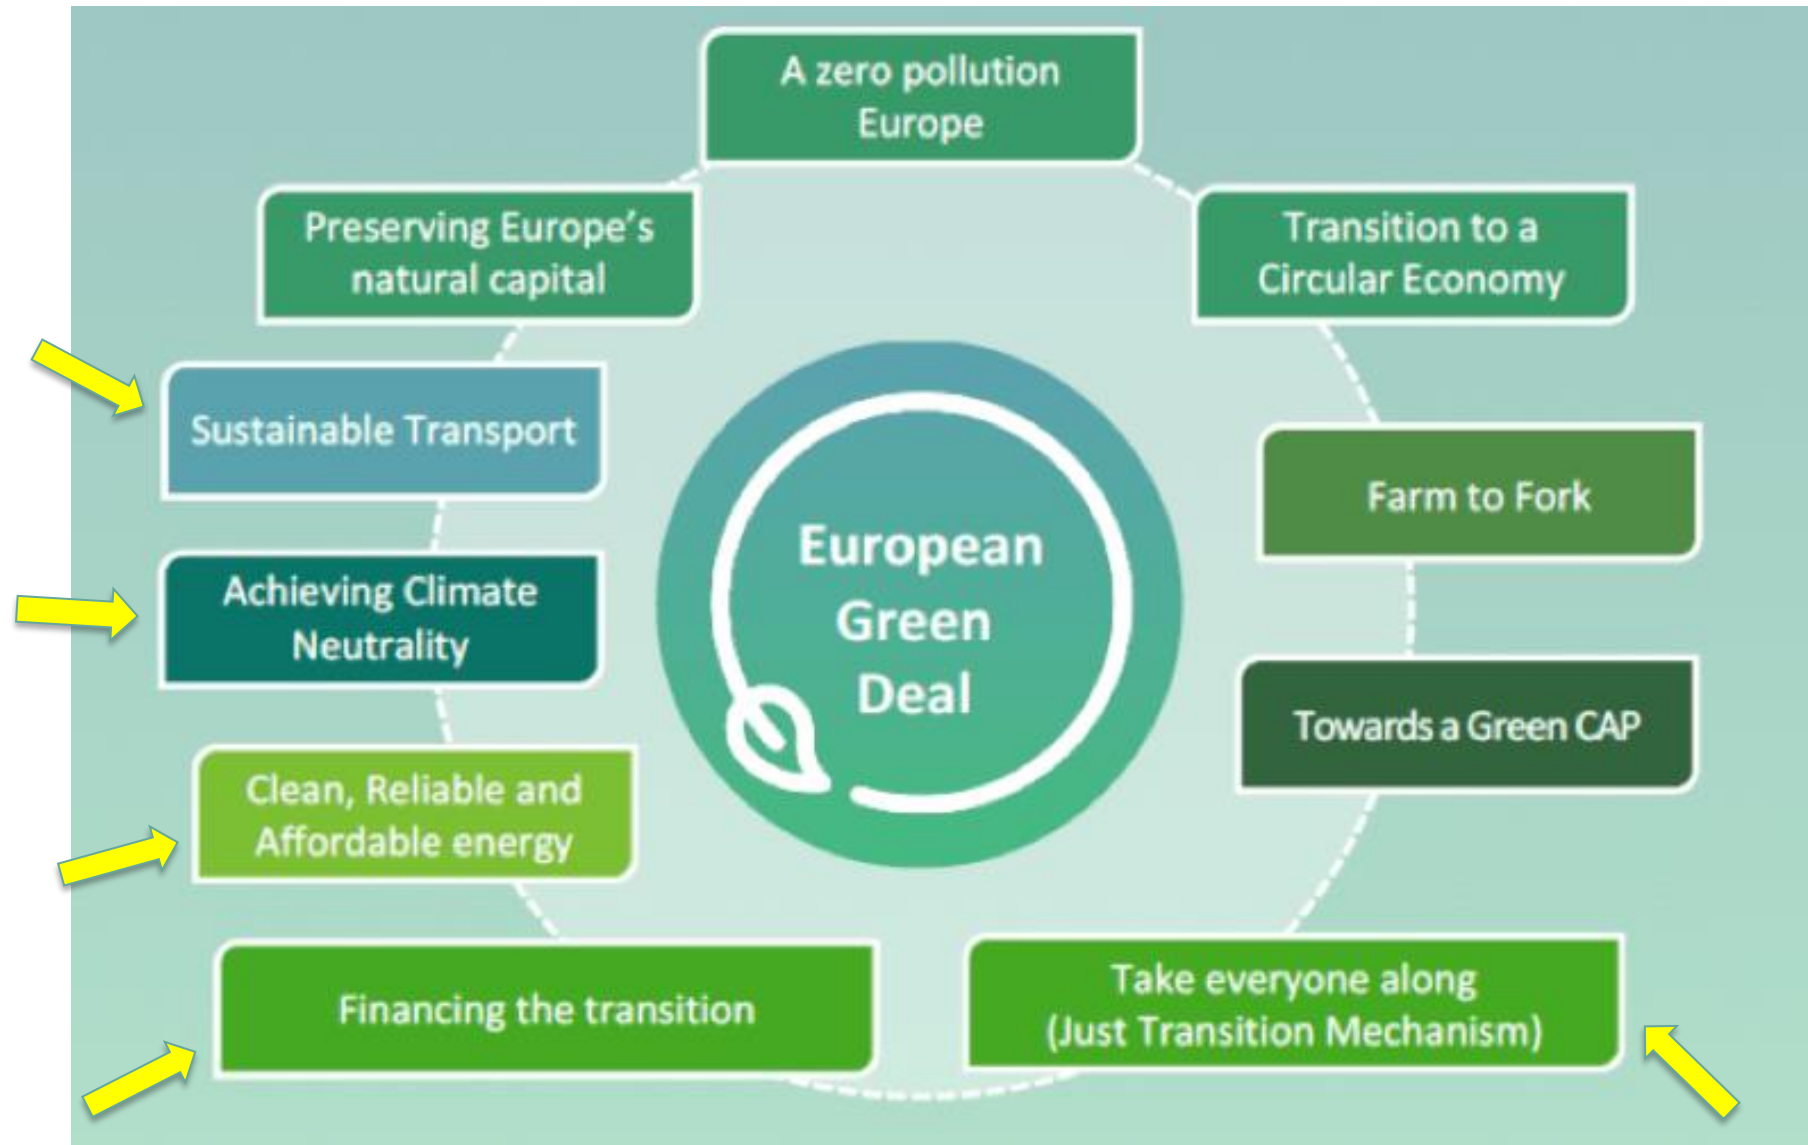 A zero pollution
Europe
Preserving Europe's
natural capital
Transition to a
Circular Economy
Sustainable Transport
Farm to Fork
European
Green
Deal
Achieving Climate
Neutrality
Towards a Green CAP
Clean, Reliable and
Affordable energy
Financing the transition
Take everyone along
(Just Transition Mechanism)